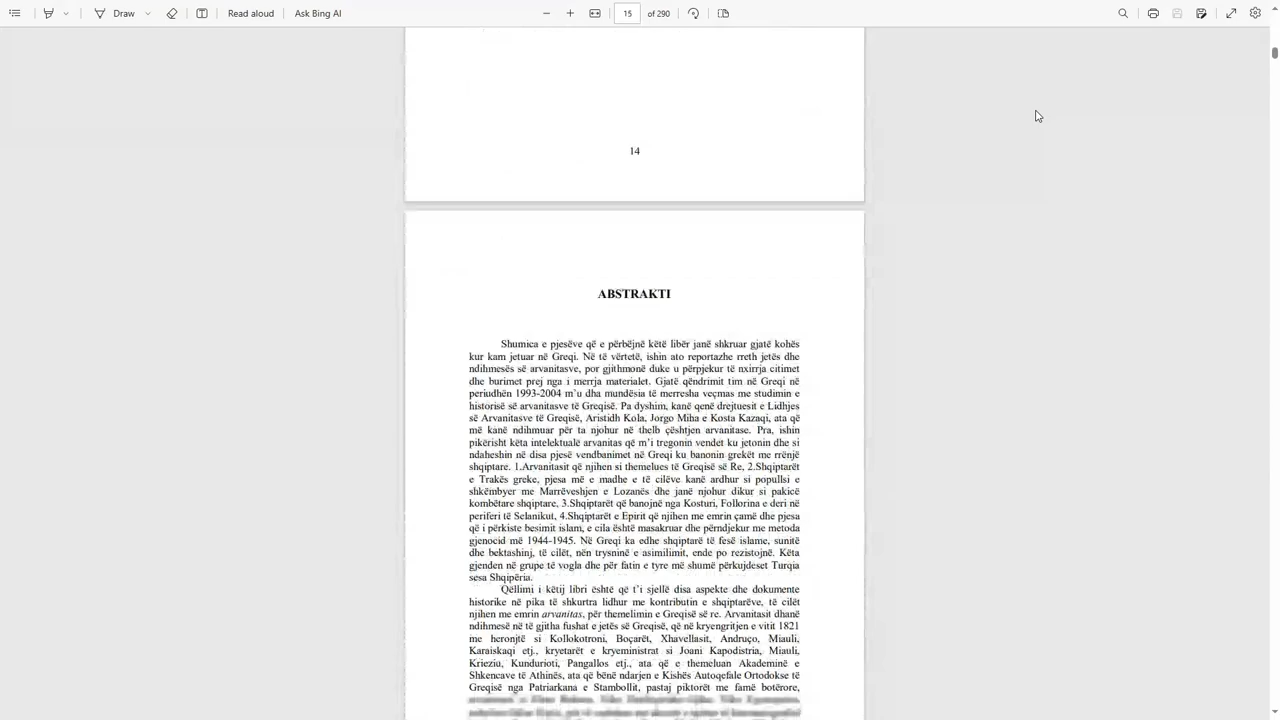 Draw
Read aloud
Ask Bing AI
15 of 290
14
ABSTRAKTI
Shumica e pjesëve që e përbëjnë këtë libër janë shkruar gjatë kohës
kur kam jetuar në Greqi. Në të vërtetë, ishin ato reportazhe rreth jetës dhe
ndihmesës së arvanitasve, por gjithmonë duke u përpjekur të nxirrja citimet
dhe burimet prej nga i merrja materialet. Gjatë qëndrimit tim në Greqi në
periudhën 1993-2004 m'u dha mundësia të merresha veçmas me studimin e
historisë së arvanitasve të Greqisë. Pa dyshim, kanë qenë drejtuesit e Lidhjes
së Arvanitasve të Greqisë, Aristidh Kola, Jorgo Miha e Kosta Kazaqi, ata që
më kanë ndihmuar për ta njohur në thelb çështjen arvanitase. Pra, ishin
pikërisht këta intelektualë arvanitas që m'i tregonin vendet ku jetonin dhe si
ndaheshin në disa pjesë vendbanimet në Greqi ku banonin grekët me rrënjë
shqiptare. 1.Arvanitasit që njihen si themelues të Greqisë së Re, 2.Shqiptarët
e Trakës greke, pjesa më e madhe e të cilëve kanë ardhur si popullsi e
shkëmbyer me Marrëveshjen e Lozanës dhe janë njohur dikur si pakicë
kombëtare shqiptare, 3.Shqiptarët që banojnë nga Kosturi, Follorina e deri në
periferi të Selanikut, 4.Shqiptarët e Epirit që njihen me emrin çamë dhe pjesa
që i përkiste besimit islam, e cila është masakruar dhe përndjekur me metoda
gjenocid më 1944-1945. Në Greqi ka edhe shqiptarë të fesë islame, sunitë
dhe bektashinj, të cilët, nën trysninë e asimilimit, ende po rezistojnë. Këta
gjenden në grupe të vogla dhe për fatin e tyre më shumë përkujdeset Turqia
sesa Shqipëria.
Qëllimi i këtij libri është që t'i sjellë disa aspekte dhe dokumente
historike në pika të shkurtra lidhur me kontributin e shqiptarëve, të cilët
njihen me emrin arvanitas, për themelimin e Greqisë së re. Arvanitasit dhanë
ndihmesë në të gjitha fushat e jetës së Greqisë, që në kryengritjen e vitit 1821
me heronjtë si Kollokotroni, Boçarët, Xhavellasit, Andruço, Miauli,
Karaiskaqi etj., kryetarët e kryeministrat si Joani Kapodistria, Miauli,
Krieziu, Kundurioti, Pangallos etj., ata që e themeluan Akademinë e
Shkencave të Athinës, ata që bënë ndarjen e Kishës Autoqefale Ortodokse të
Greqisë nga Patriarkana e Stambollit, pastaj piktorët me famë botërore,